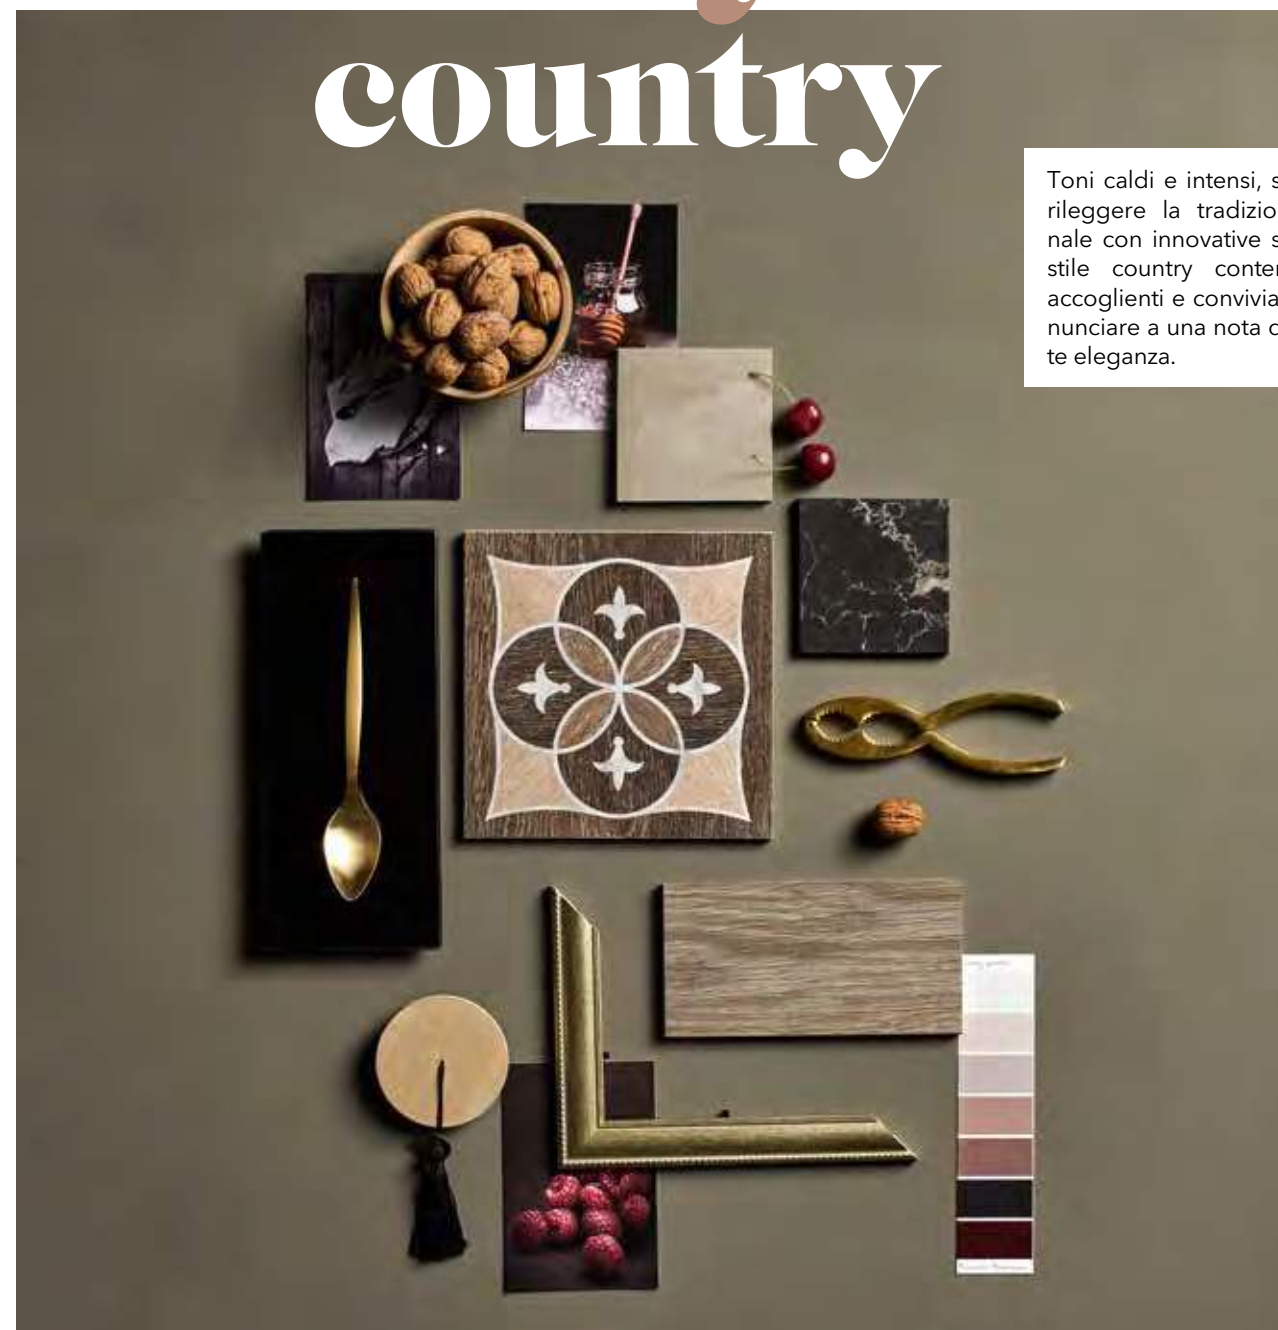 country
Toni caldi e intensi, s
rileggere la tradizio
nale con innovative s
stile country conte
accoglienti e convivia
nunciare a una nota
te eleganza.